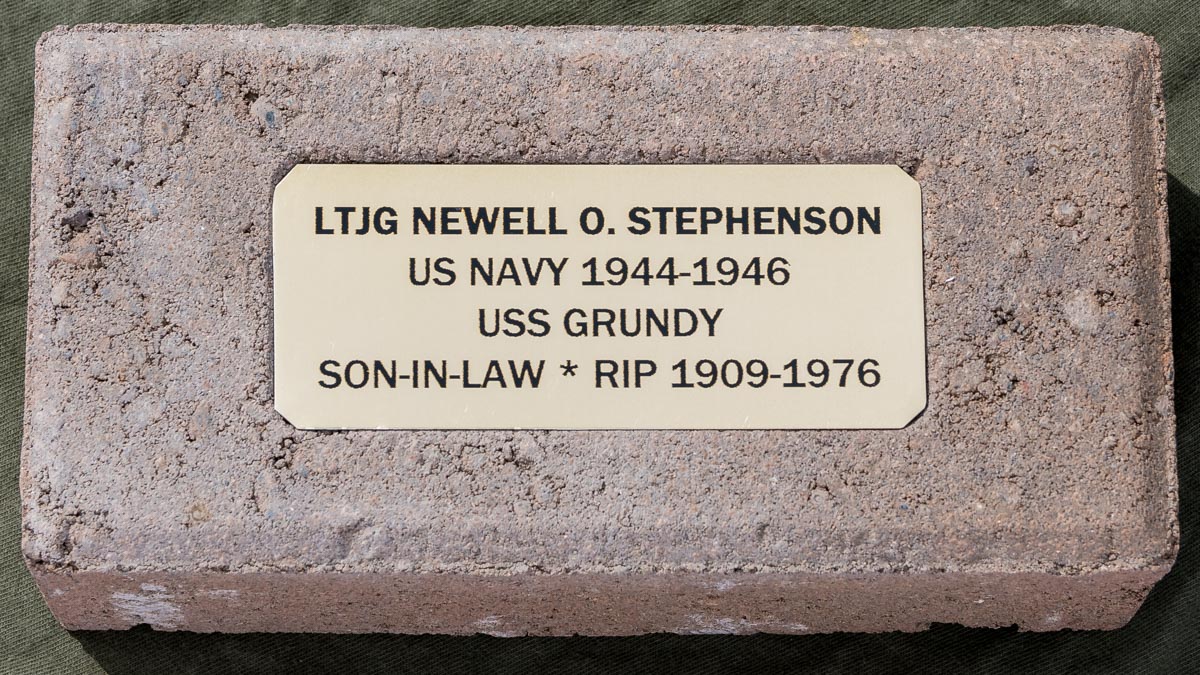 LTJG NEWELL O. STEPHENSON
US NAVY 1944-1946
USS GRUNDY
SON-IN-LAW * RIP 1909-1976